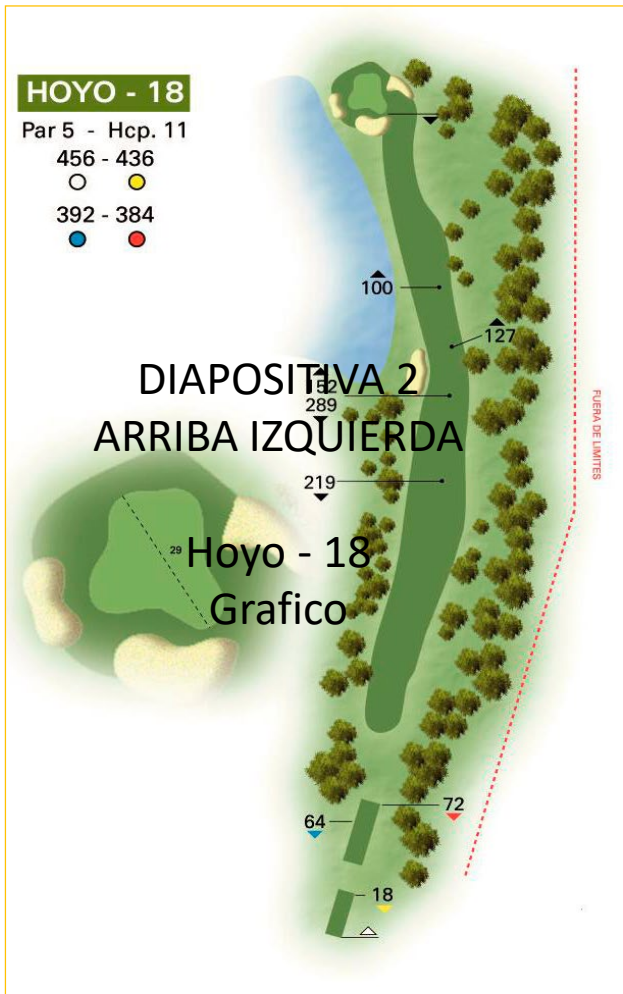 HOYO - 18
Par 5 - Hcp. 11
456 - 436
392 - 384
100
127
DIAPOSITIVA 2
152
289
ARRIBA IZQUIERDA
FUERA DE LIMITES
219
29
Hoyo - 18
Grafico
72
64
18